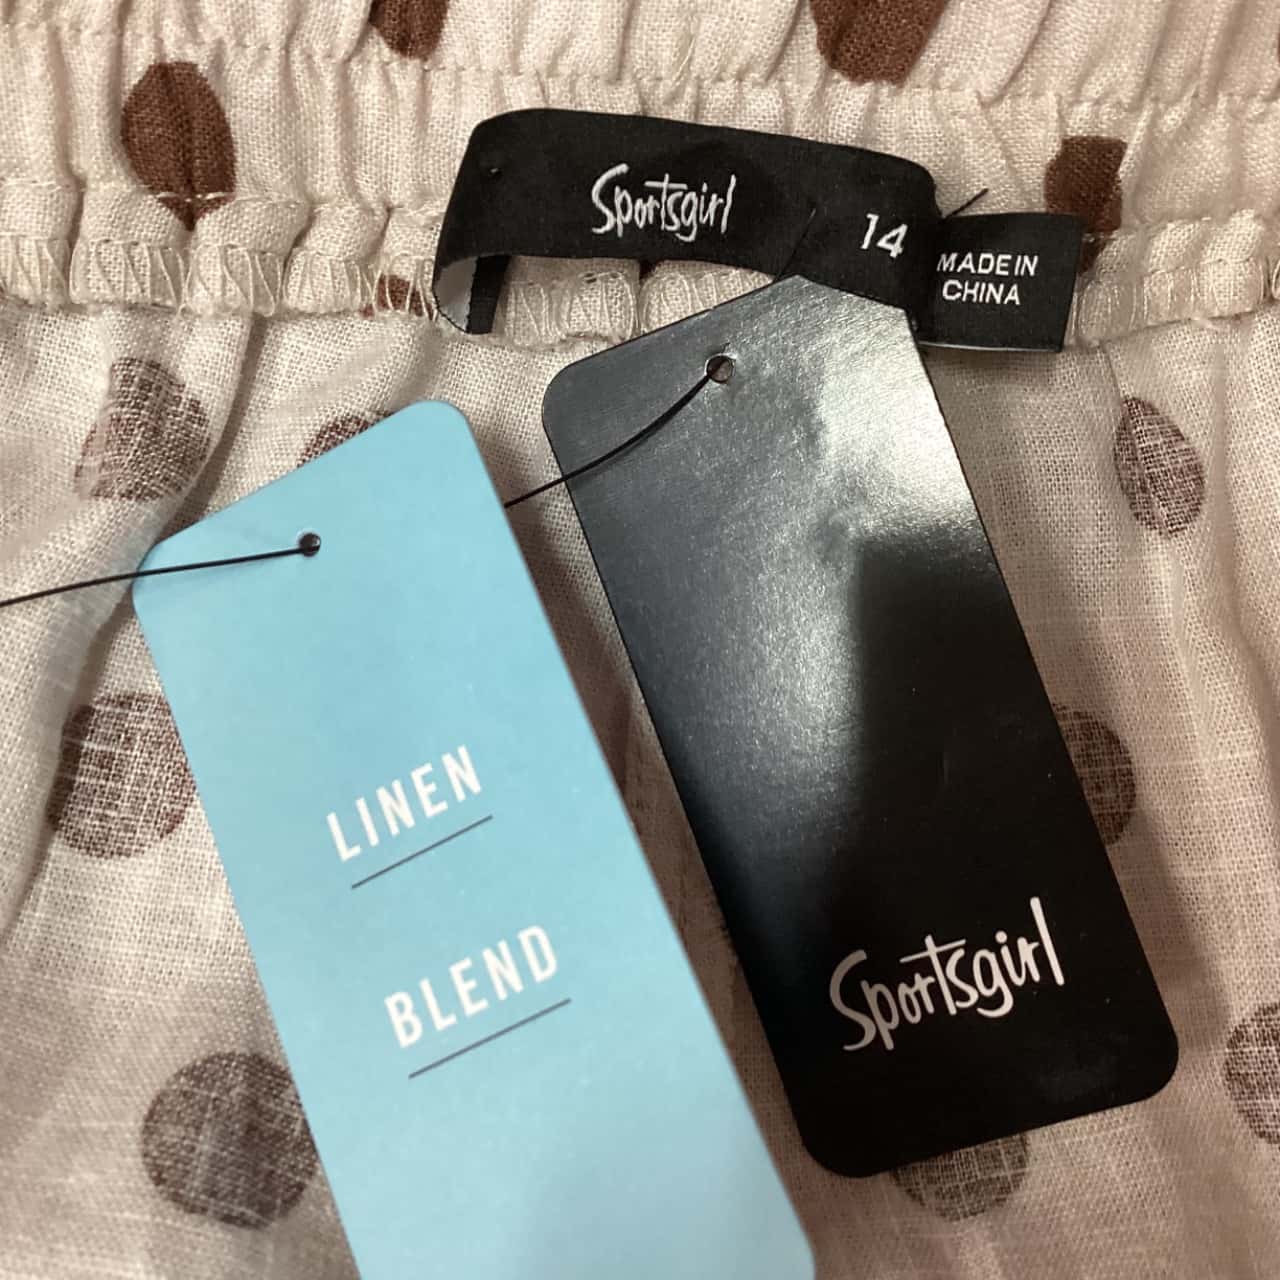 Sportsgirl
14
MADE IN
CHINA
LINEN
BLEND
Sportsgirl